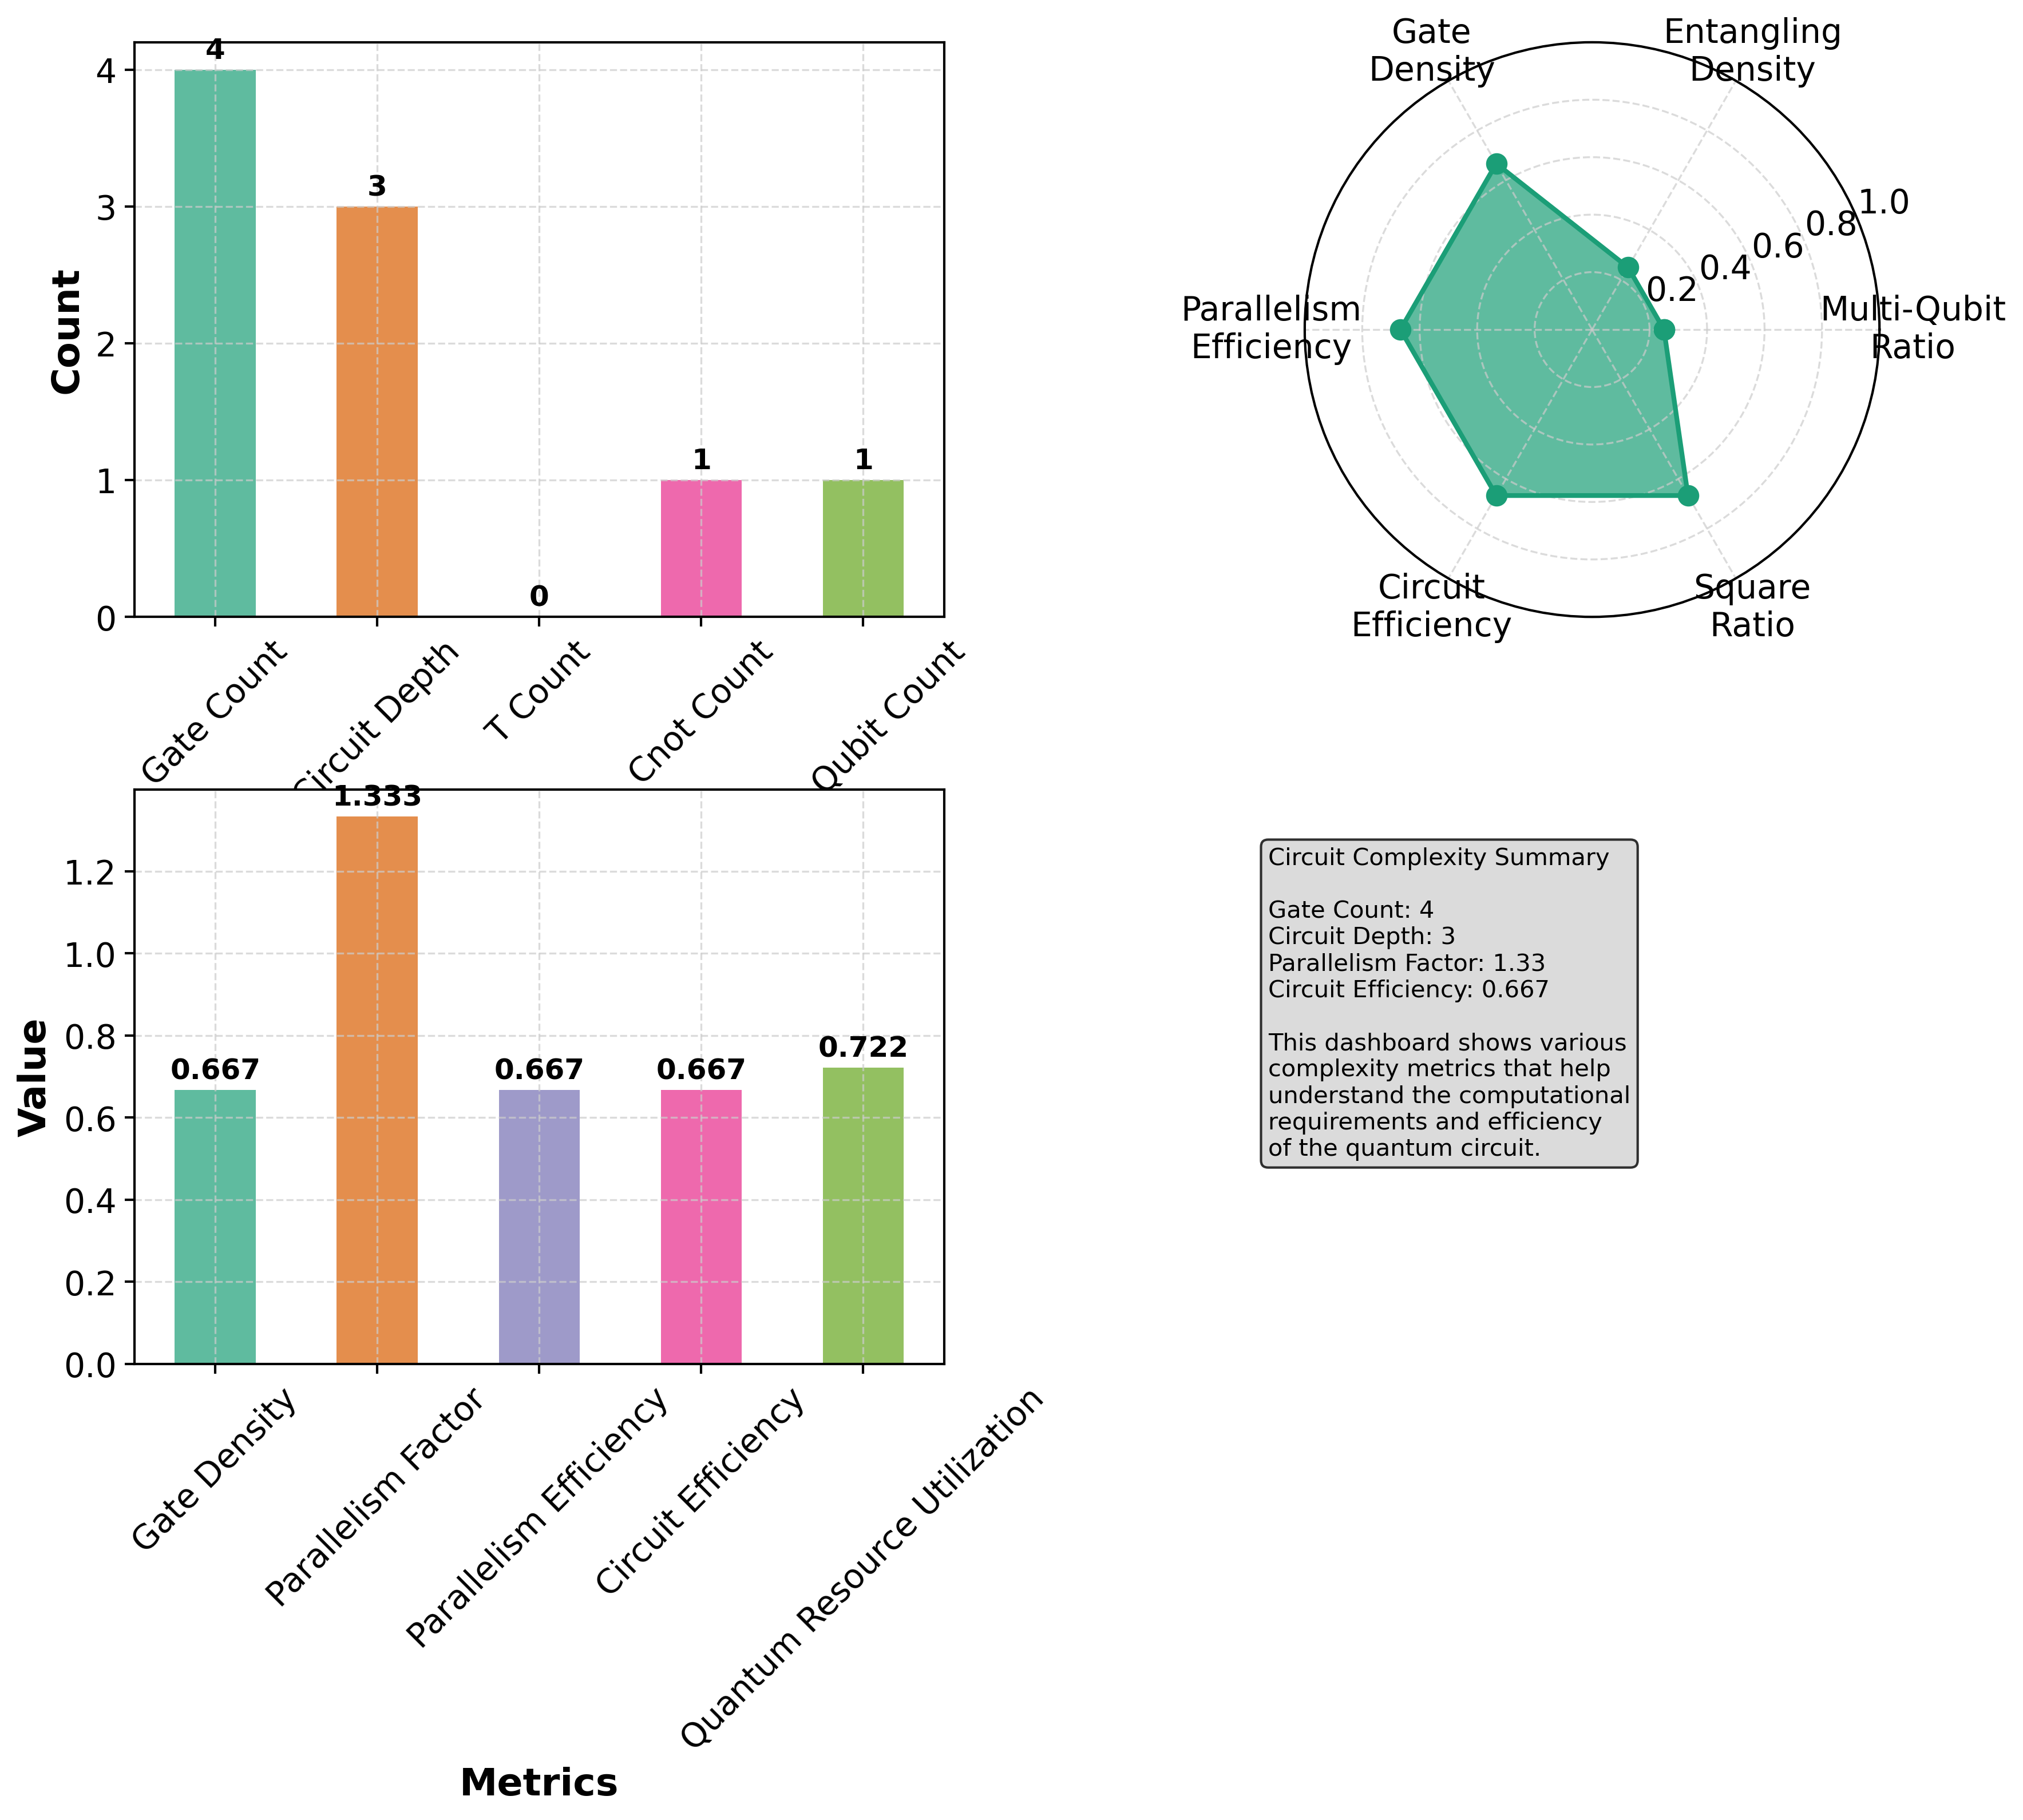 4
3
0
1
1
4
3
2
1
0
Count
Gate Count
Circuit Depth
T Count
Cnot Count
Qubit Count
Gate
Density
Entangling
Density
Parallelism
Efficiency
Multi-Qubit
Ratio
Circuit
Efficiency
Square
Ratio
0.2
0.4
0.6
0.8
1.0
1.333
0.667
0.667
0.667
0.722
1.2
1.0
0.8
0.6
0.4
0.2
0.0
Value
Gate Density
Parallelism Factor
Parallelism Efficiency
Circuit Efficiency
Quantum Resource Utilization
Metrics
Circuit Complexity Summary
Gate Count: 4
Circuit Depth: 3
Parallelism Factor: 1.33
Circuit Efficiency: 0.667
This dashboard shows various
complexity metrics that help
understand the computational
requirements and efficiency
of the quantum circuit.